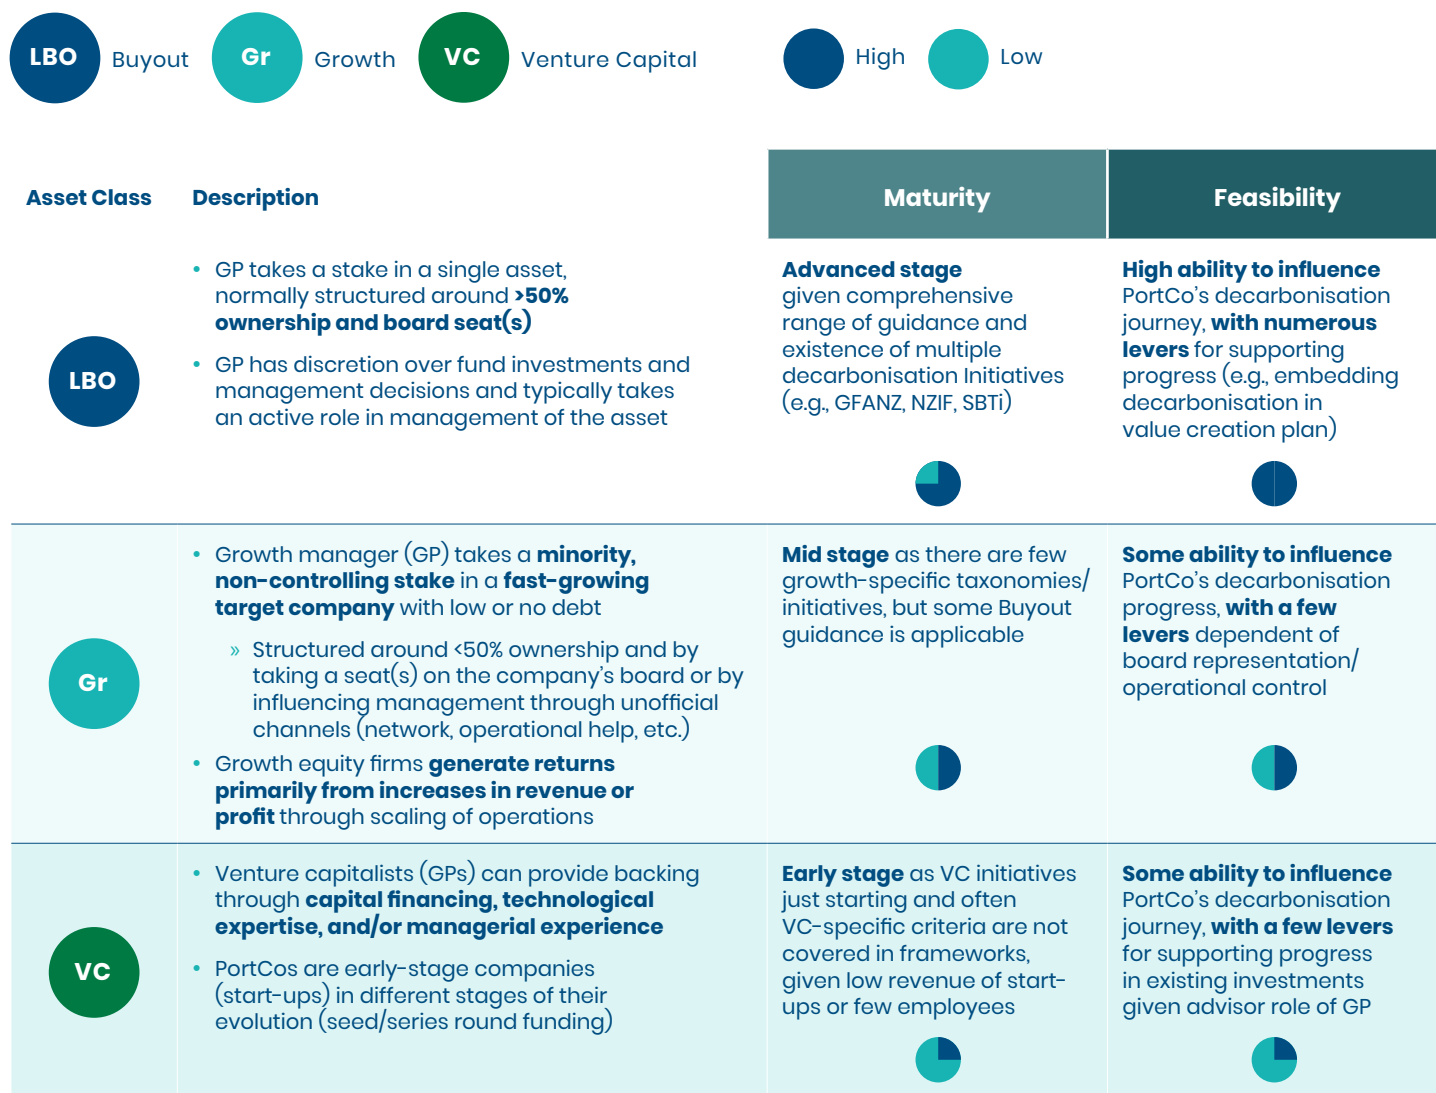 LBO Buyout Gr Growth VC Venture Capital High Low
Asset Class Description Maturity Feasibility
LBO
• GP takes a stake in a single asset,
normally structured around >50%
ownership and board seat(s)
• GP has discretion over fund investments and
management decisions and typically takes
an active role in management of the asset
Advanced stage
given comprehensive
range of guidance and
existence of multiple
decarbonisation Initiatives
(e.g., GFANZ, NZIF, SBTi)
High ability to influence
PortCo's decarbonisation
journey, with numerous
levers for supporting
progress (e.g., embedding
decarbonisation in
value creation plan)
Gr
• Growth manager (GP) takes a minority,
non-controlling stake in a fast-growing
target company with low or no debt
» Structured around <50% ownership and by
taking a seat(s) on the company's board or by
influencing management through unofficial
channels (network, operational help, etc.)
• Growth equity firms generate returns
primarily from increases in revenue or
profit through scaling of operations
Mid stage as there are few
growth-specific taxonomies/
initiatives, but some Buyout
guidance is applicable
Some ability to influence
PortCo's decarbonisation
progress, with a few
levers dependent of
board representation/
operational control
VC
• Venture capitalists (GPs) can provide backing
through capital financing, technological
expertise, and/or managerial experience
• PortCos are early-stage companies
(start-ups) in different stages of their
evolution (seed/series round funding)
Early stage as VC initiatives
just starting and often
VC-specific criteria are not
covered in frameworks,
given low revenue of start-
ups or few employees
Some ability to influence
PortCo's decarbonisation
journey, with a few levers
for supporting progress
in existing investments
given advisor role of GP